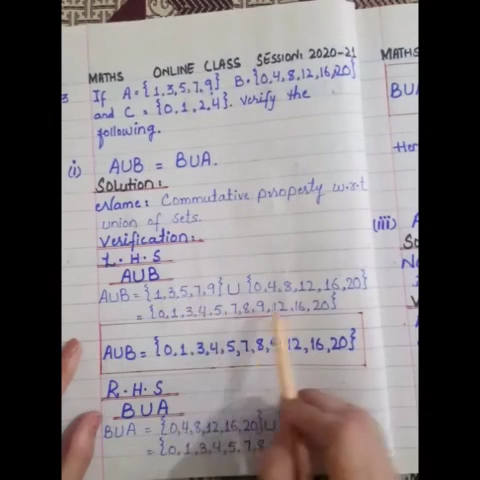 MATHS ONLINE CLASS SESSION: 2020-21
3 If A = {1,3,5,7,9} B = {0,4,8,12,16,20}
and C = {0,1,2,4}. Verify the
following.
(i) AUB = BUA.
Solution:
Name: Commutative property w.r.t
union of sets.
Verification:
L.H.S
AUB
AUB = {1,3,5,7,9} U {0,4,8,12,16,20}
= {0,1,3,4,5,7,8,9,12,16,20}
AUB = {0,1,3,4,5,7,8,9,12,16,20}
R.H.S
BUA
BUA = {0,4,8,12,16,20}U
= {0,1,3,4,5,7,8
MATHS
BU
Her
(iii)
So
N